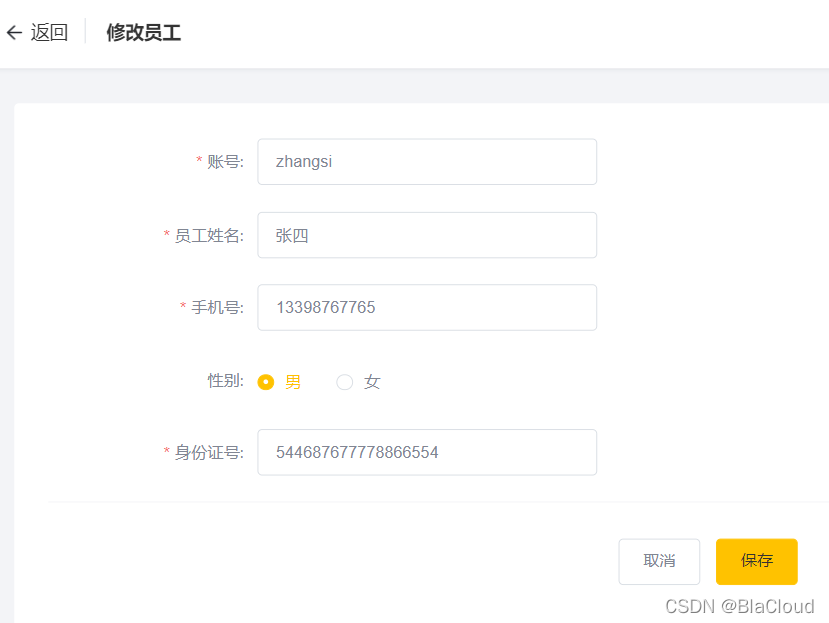 返回 修改员工
* 账号: zhangsi
* 员工姓名: 张四
* 手机号: 13398767765
性别: 男 女
* 身份证号: 544687677778866554
取消 保存
CSDN @BlaCloud